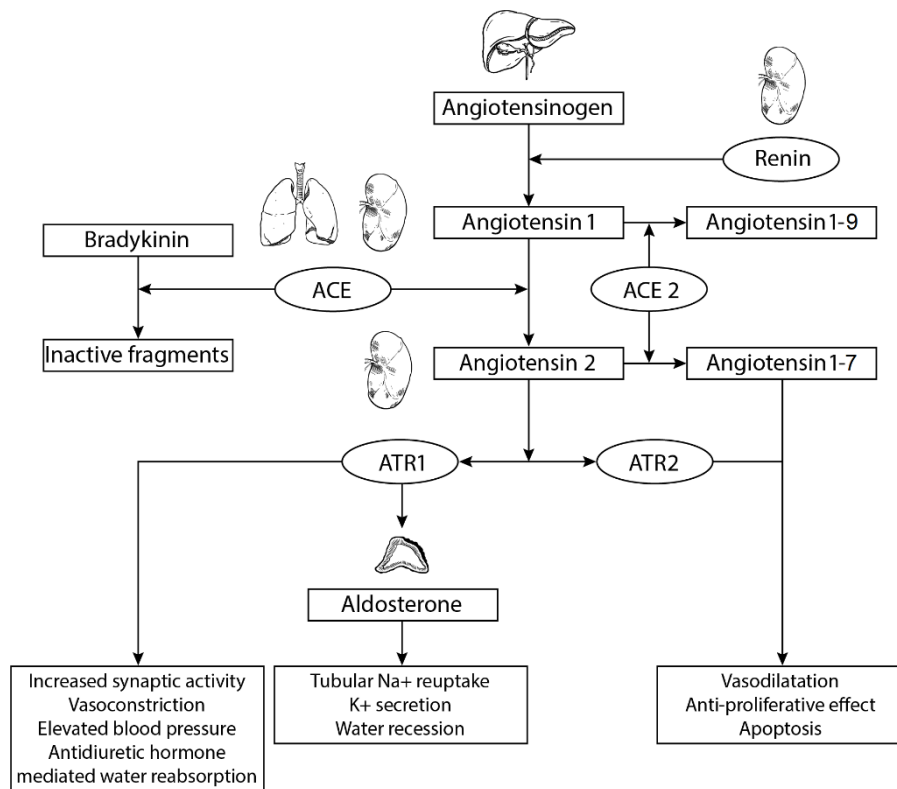 Angiotensinogen
Renin
Angiotensin 1
Angiotensin 1-9
Bradykinin
ACE
ACE 2
Inactive fragments
Angiotensin 2
Angiotensin 1-7
ATR1
ATR2
Aldosterone
Increased synaptic activity
Vasoconstriction
Elevated blood pressure
Antidiuretic hormone
mediated water reabsorption
Tubular Na+ reuptake
K+ secretion
Water recession
Vasodilatation
Anti-proliferative effect
Apoptosis